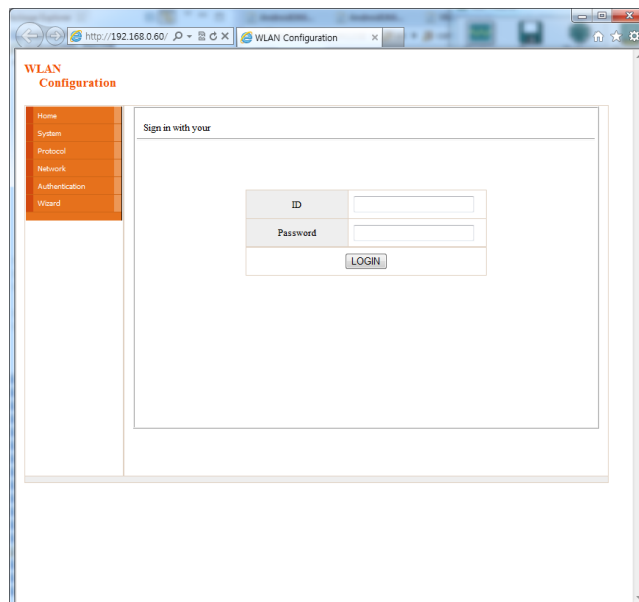 http://192.168.0.60/
WLAN Configuration
WLAN
Configuration
Home
System
Protocol
Network
Authentication
Wizard
Sign in with your
ID
Password
LOGIN